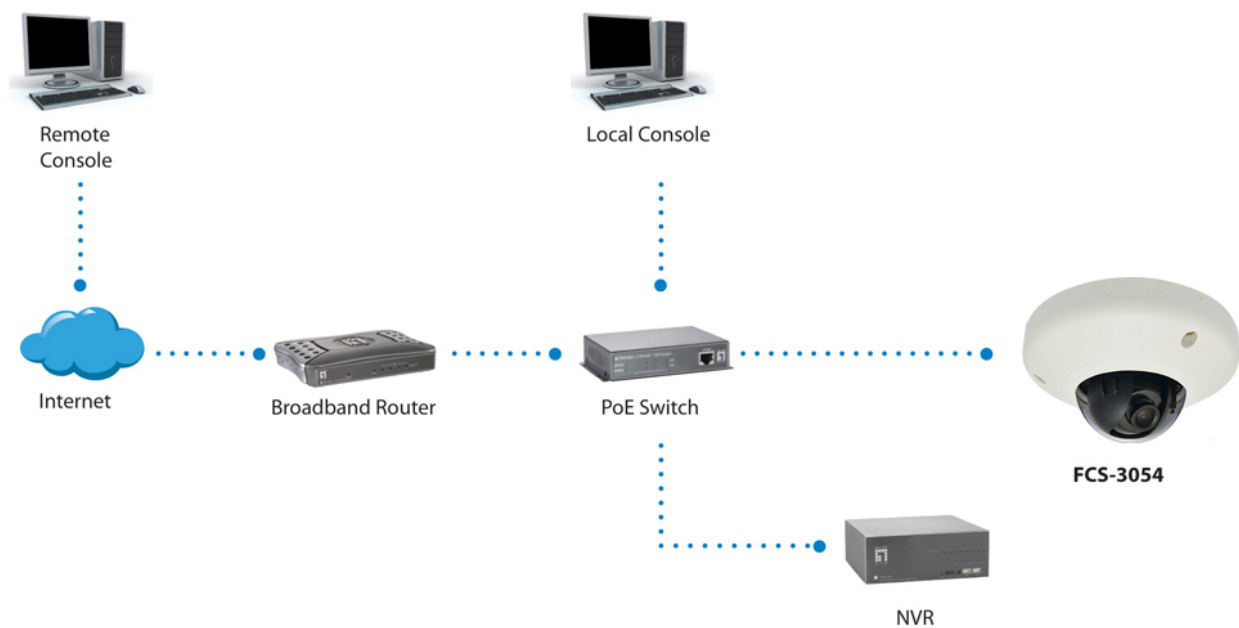 Remote
Console
Local Console
Internet
Broadband Router
PoE Switch
FCS-3054
NVR